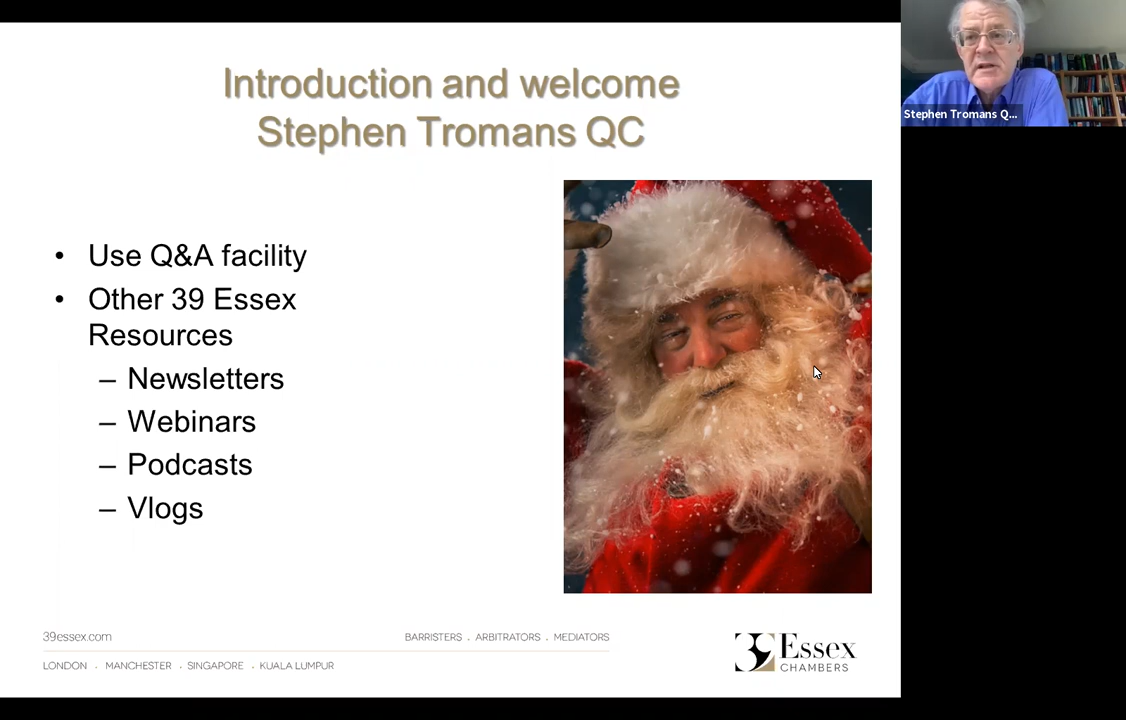 Introduction and welcome
Stephen Tromans QC
• Use Q&A facility
• Other 39 Essex
Resources
– Newsletters
– Webinars
– Podcasts
– Vlogs
39essex.com
BARRISTERS . ARBITRATORS . MEDIATORS
LONDON . MANCHESTER . SINGAPORE . KUALA LUMPUR
39 Essex
CHAMBERS
Stephen Tromans Q...